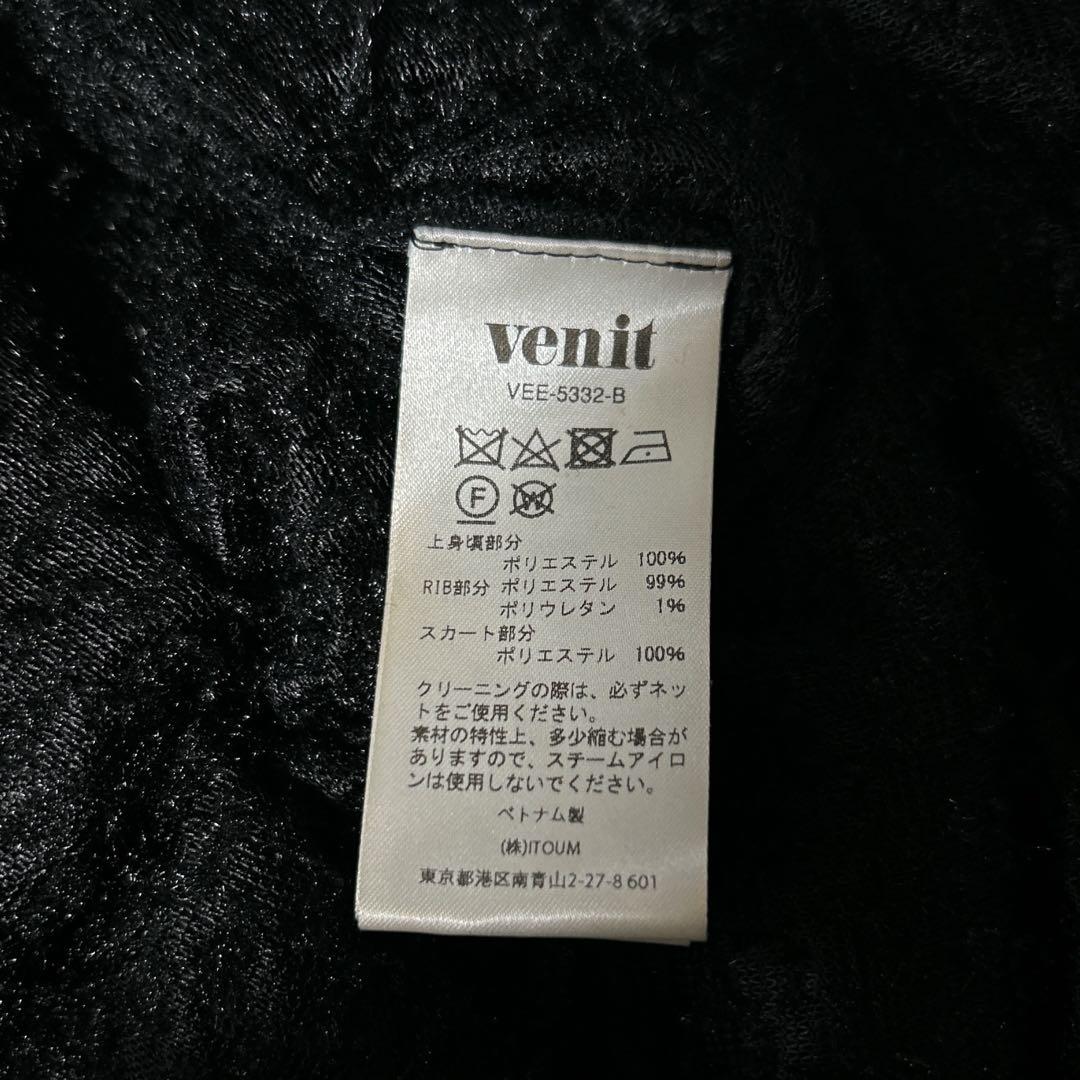 venit
VEE-5332-B
F
W
上身頃部分
ポリエステル 100%
RIB部分 ポリエステル 99%
ポリウレタン 1%
スカート部分
ポリエステル 100%
クリーニングの際は、必ずネッ
トをご使用ください。
素材の特性上、多少縮む場合が
ありますので、スチームアイロ
ンは使用しないでください。
ベトナム製
(株)ITOUM
東京都港区南青山2-27-8 601